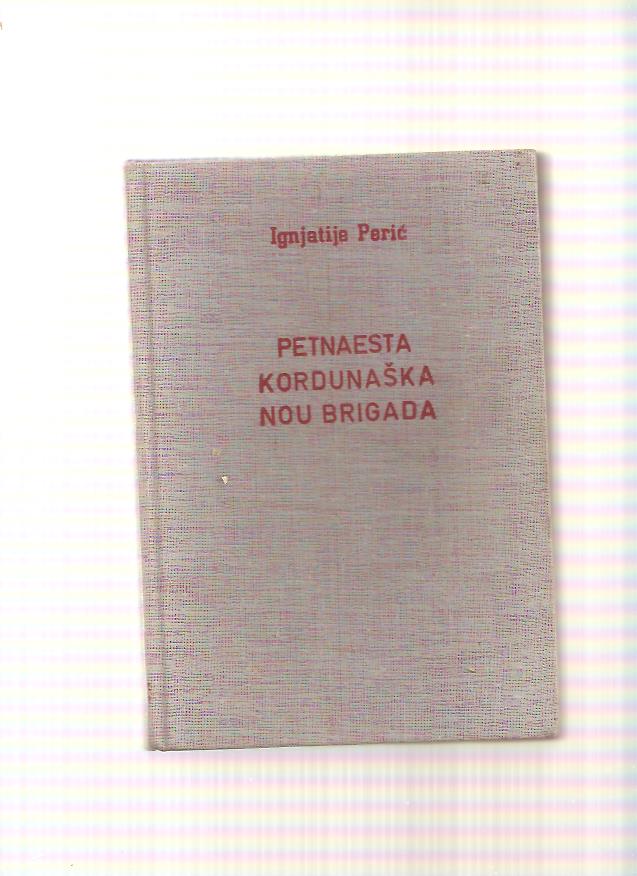 Ignjatije Perić
PETNAESTA
KORDUNAŠKA
NOU BRIGADA